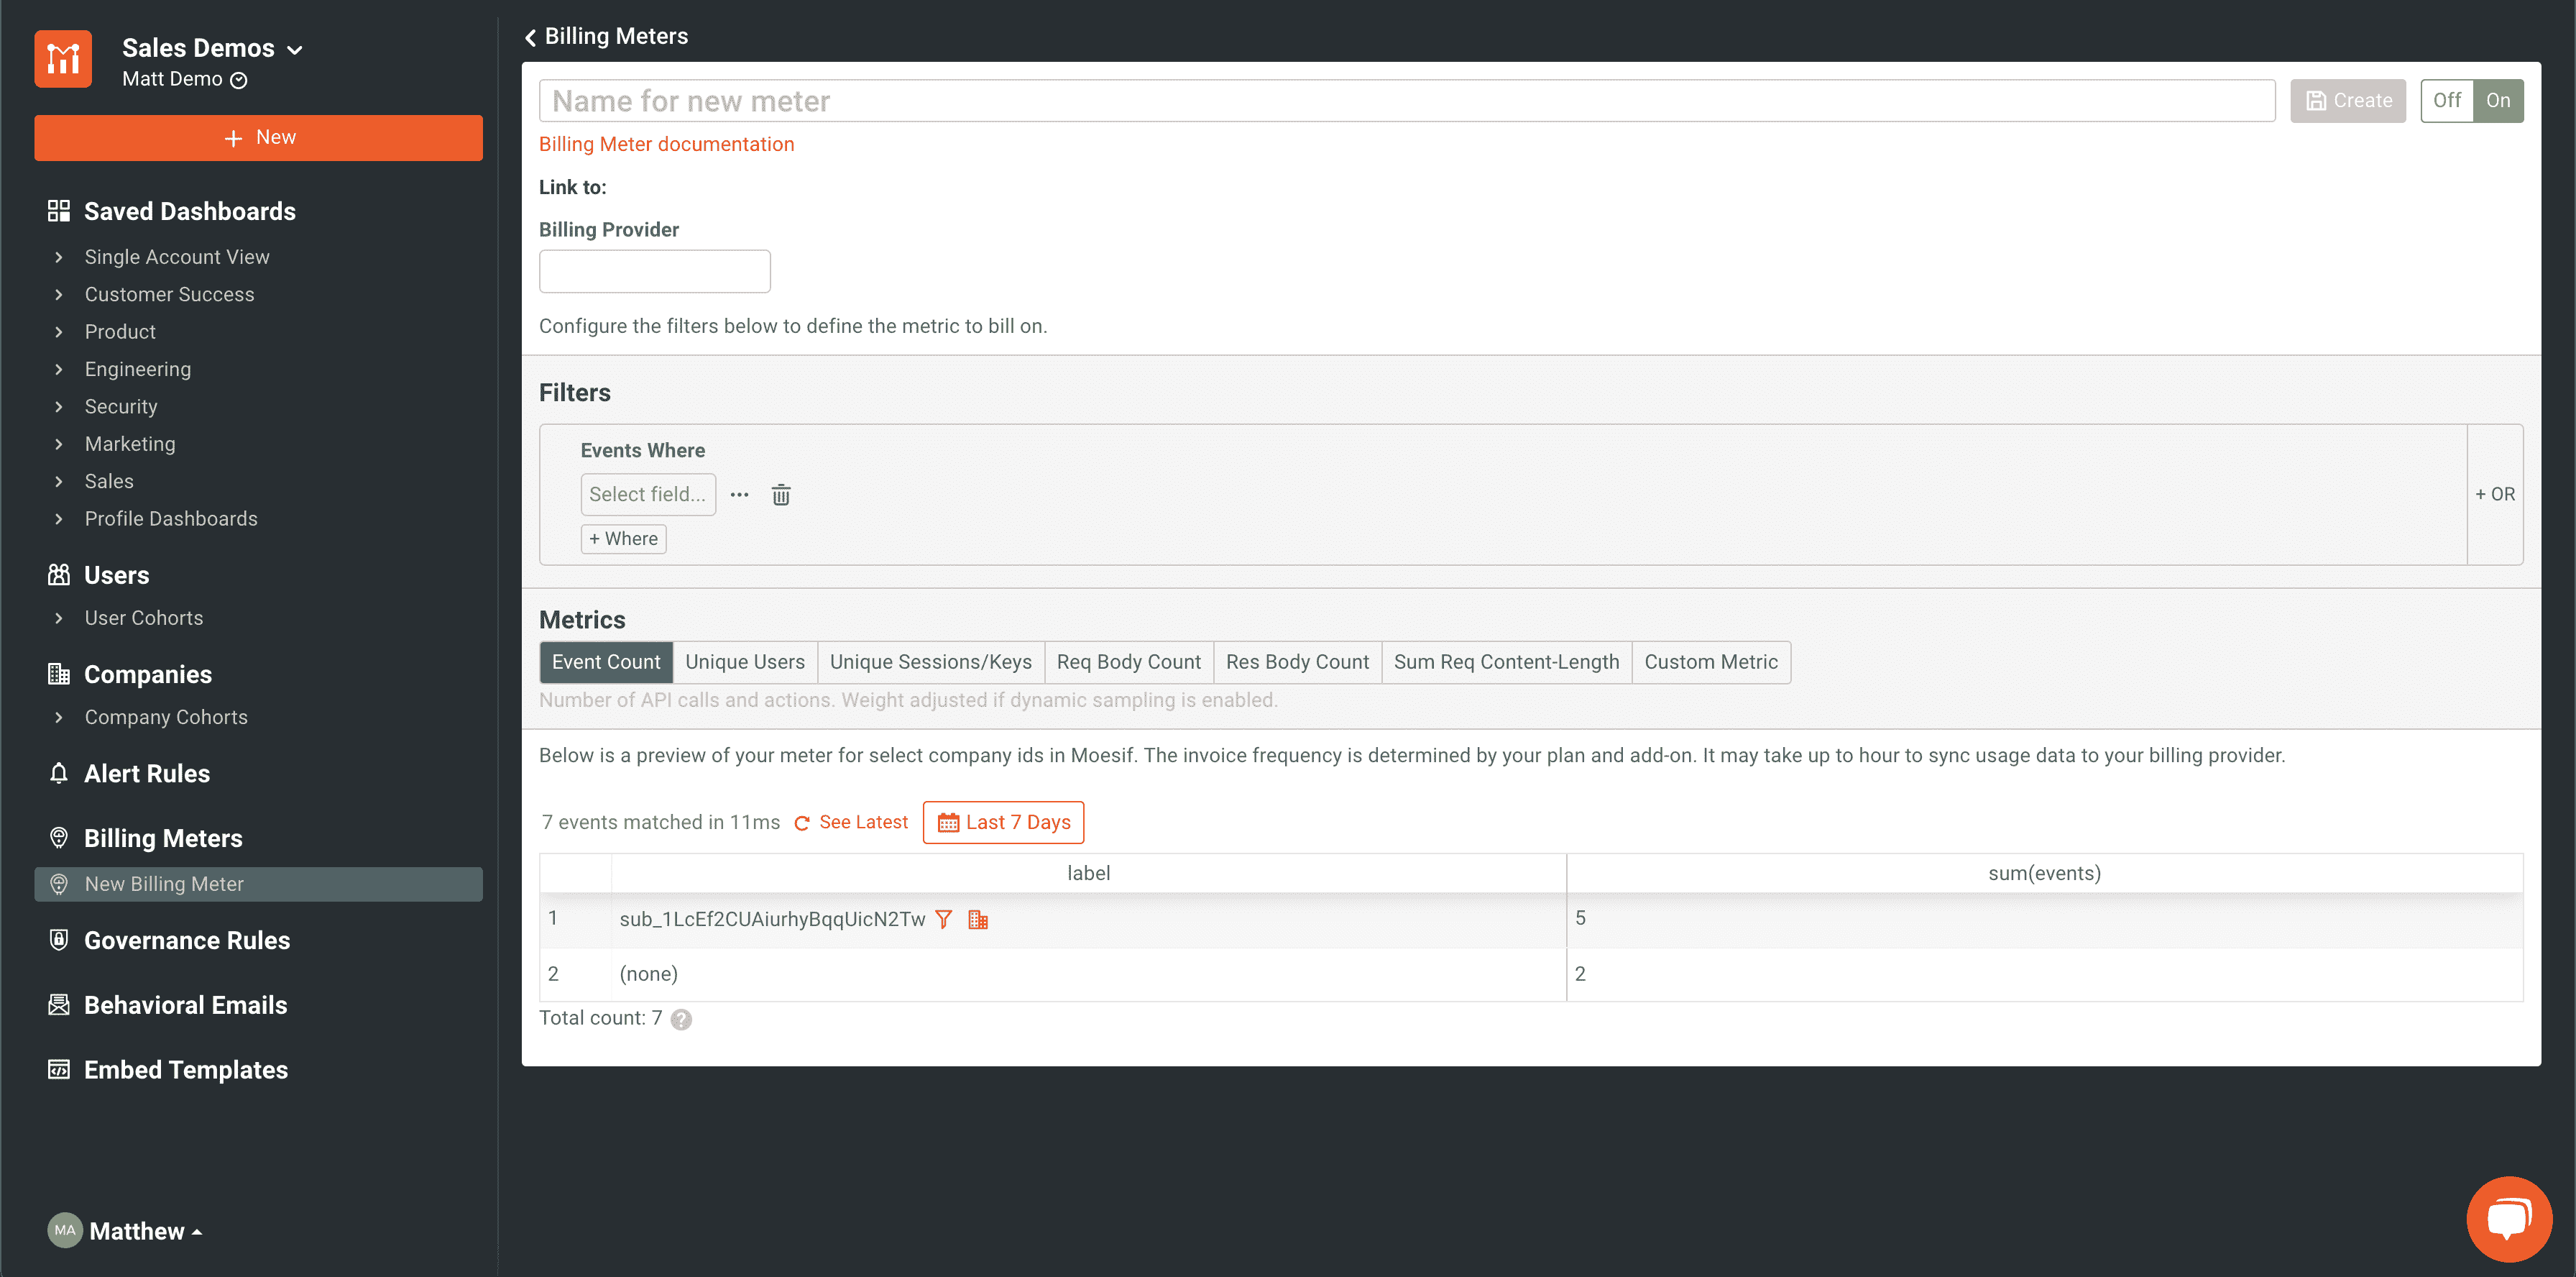 Sales Demos
Matt Demo
+ New
Saved Dashboards
Single Account View
Customer Success
Product
Engineering
Security
Marketing
Sales
Profile Dashboards
Users
User Cohorts
Companies
Company Cohorts
Alert Rules
Billing Meters
New Billing Meter
Governance Rules
Behavioral Emails
Embed Templates
MA Matthew
Billing Meters
Name for new meter
Create
Off On
Billing Meter documentation
Link to:
Billing Provider
Configure the filters below to define the metric to bill on.
Filters
Events Where
Select field... ...
+ Where
+ OR
Metrics
Event Count Unique Users Unique Sessions/Keys Req Body Count Res Body Count Sum Req Content-Length Custom Metric
Number of API calls and actions. Weight adjusted if dynamic sampling is enabled.
Below is a preview of your meter for select company ids in Moesif. The invoice frequency is determined by your plan and add-on. It may take up to hour to sync usage data to your billing provider.
7 events matched in 11ms See Latest Last 7 Days
label sum(events)
1 sub_1LcEf2CUAiurhyBqqUicN2Tw 5
2 (none) 2
Total count: 7 ?